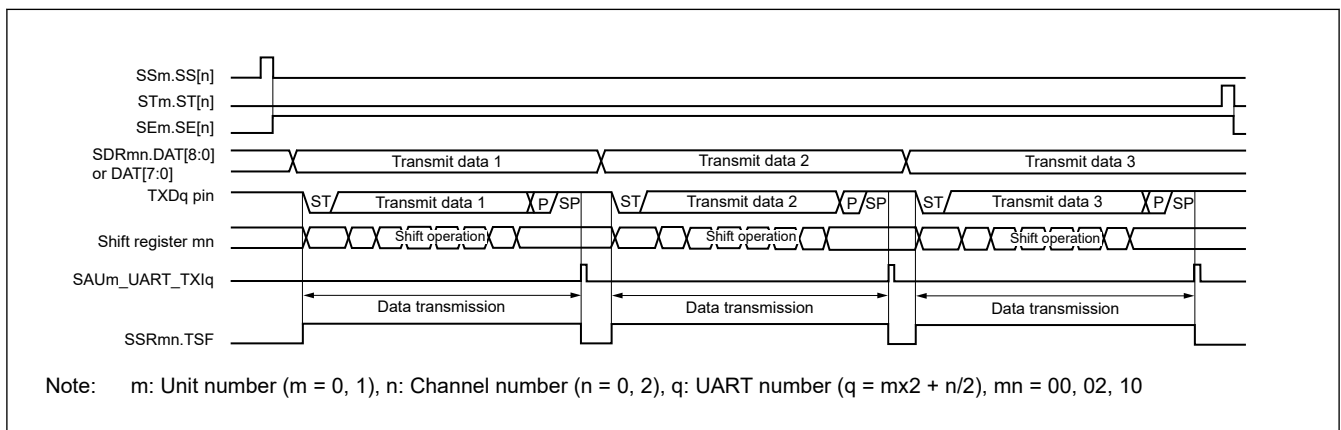 SSm.SS[n]
STm.ST[n]
SEm.SE[n]
SDRmn.DAT[8:0]
or DAT[7:0]
Transmit data 1 Transmit data 2 Transmit data 3
TXDq pin
ST Transmit data 1 P SP ST Transmit data 2 P SP ST Transmit data 3 P SP
Shift register mn
Shift operation Shift operation Shift operation
SAUm_UART_TXIq
Data transmission Data transmission Data transmission
SSRmn.TSF
Note: m: Unit number (m = 0, 1), n: Channel number (n = 0, 2), q: UART number (q = mx2 + n/2), mn = 00, 02, 10